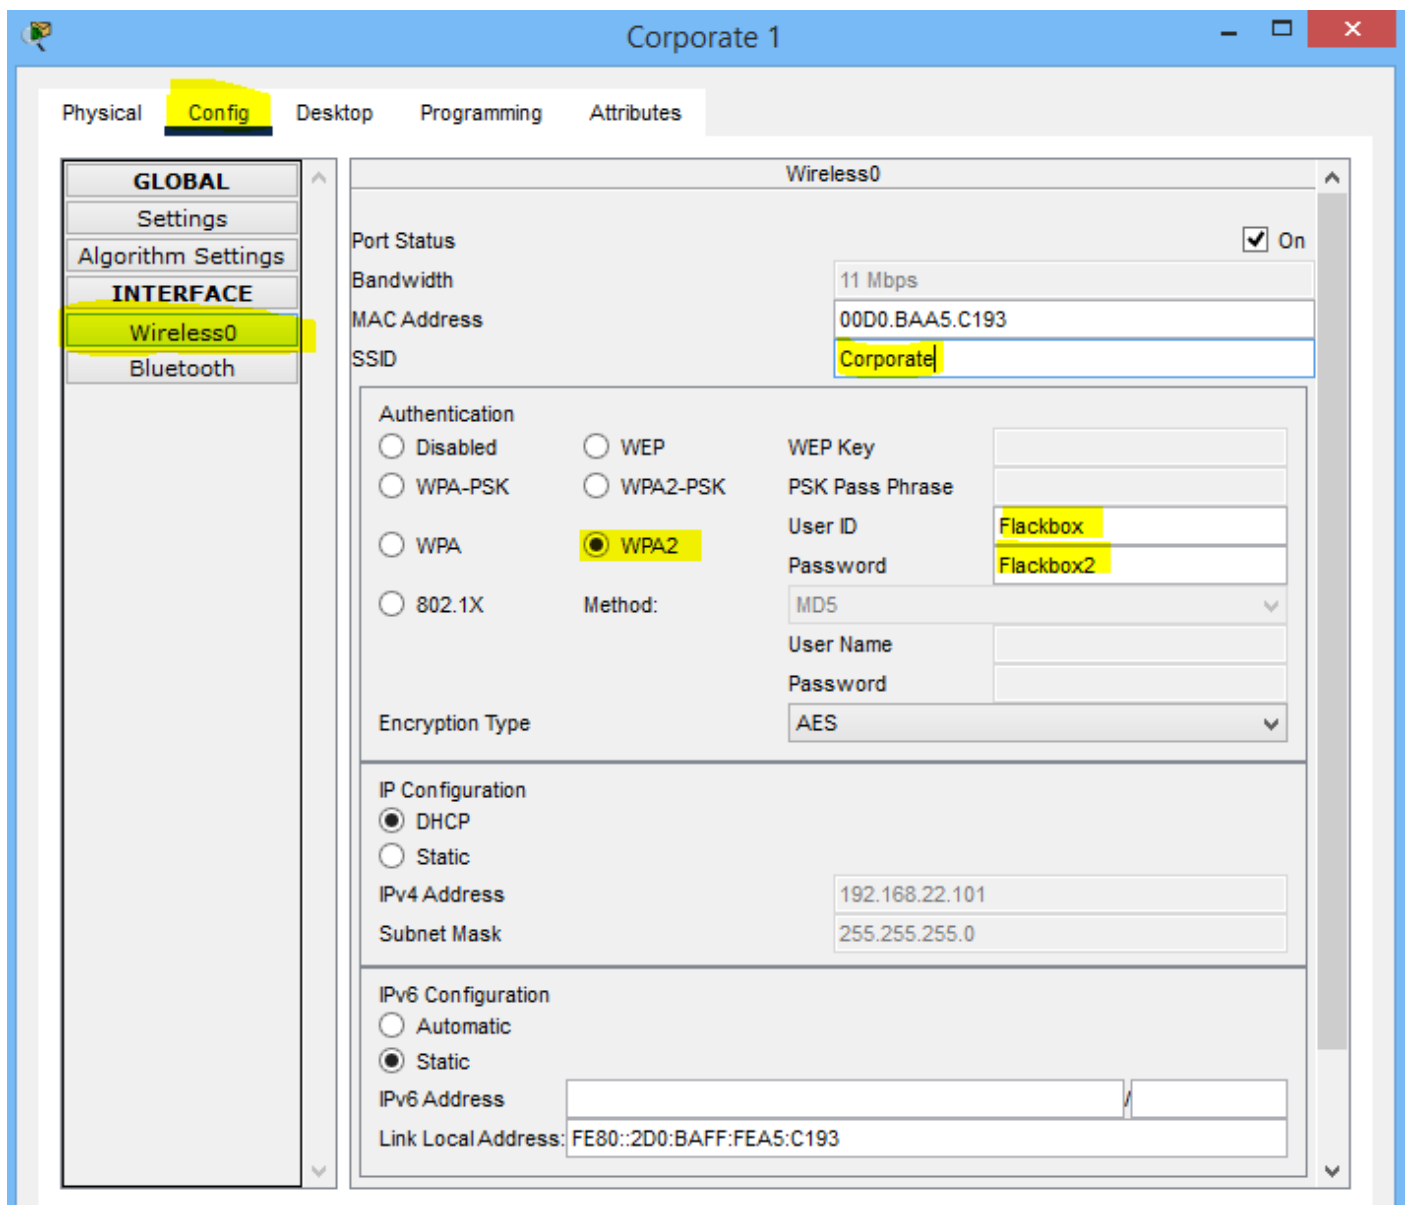 Corporate 1
Physical Config Desktop Programming Attributes
GLOBAL
Settings
Algorithm Settings
INTERFACE
Wireless0
Bluetooth
Wireless0
Port Status On
Bandwidth 11 Mbps
MAC Address 00D0.BAA5.C193
SSID Corporate
Authentication
Disabled WEP WEP Key
WPA-PSK WPA2-PSK PSK Pass Phrase
User ID Flackbox
WPA WPA2
Password Flackbox2
802.1X Method: MD5
User Name
Password
Encryption Type AES
IP Configuration
DHCP
Static
IPv4 Address 192.168.22.101
Subnet Mask 255.255.255.0
IPv6 Configuration
Automatic
Static
IPv6 Address /
Link Local Address: FE80::2D0:BAFF:FEA5:C193